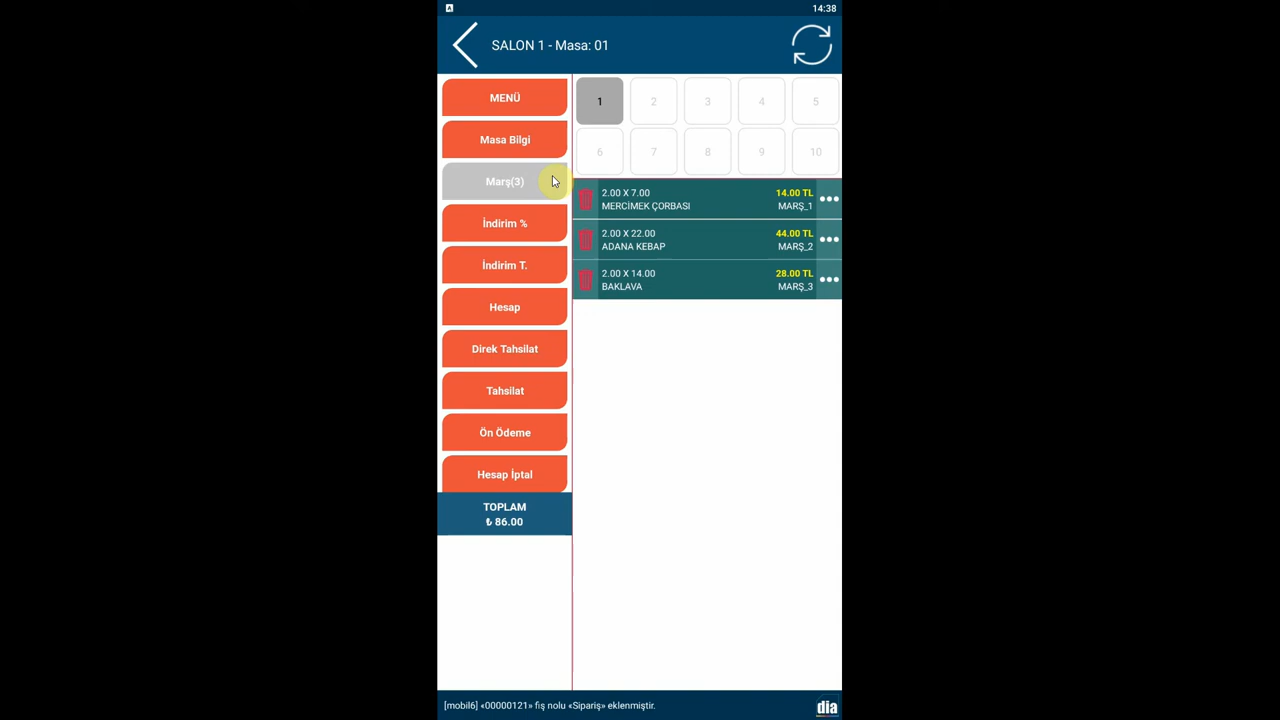 A
14:38
SALON 1 - Masa: 01
MENÜ
Masa Bilgi
Marş(3)
İndirim %
İndirim T.
Hesap
Direk Tahsilat
Tahsilat
Ön Ödeme
Hesap İptal
TOPLAM
₺ 86.00
1 2 3 4 5
6 7 8 9 10
2.00 X 7.00 14.00 TL
MERCİMEK ÇORBASI MARŞ_1
2.00 X 22.00 44.00 TL
ADANA KEBAP MARŞ_2
2.00 X 14.00 28.00 TL
BAKLAVA MARŞ_3
[mobil6] «00000121» fiş nolu «Sipariş» eklenmiştir.
dia